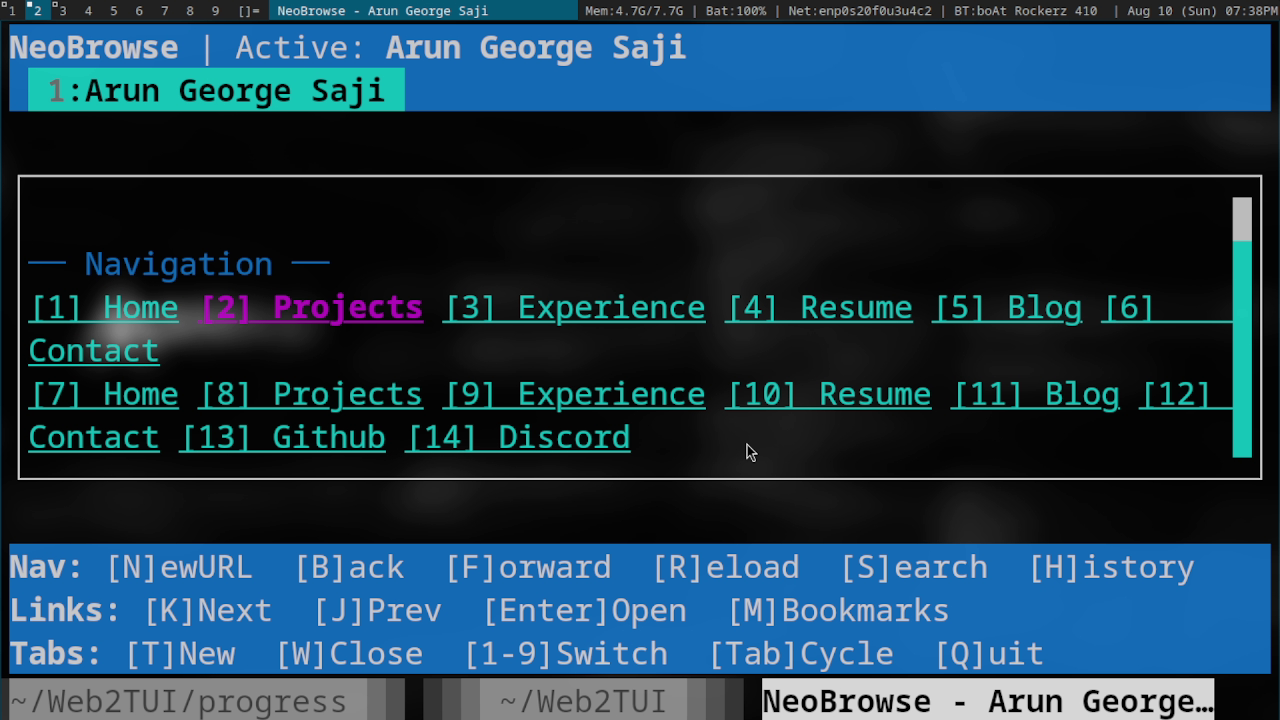 1 2 3 4 5 6 7 8 9 []= NeoBrowse - Arun George Saji Mem:4.7G/7.7G | Bat:100% | Net:enp0s20f0u3u4c2 | BT:boAt Rockerz 410 | Aug 10 (Sun) 07:38PM
NeoBrowse | Active: Arun George Saji
1:Arun George Saji
── Navigation ──
[1] Home [2] Projects [3] Experience [4] Resume [5] Blog [6]
Contact
[7] Home [8] Projects [9] Experience [10] Resume [11] Blog [12]
Contact [13] Github [14] Discord
Nav: [N]ewURL [B]ack [F]orward [R]eload [S]earch [H]istory
Links: [K]Next [J]Prev [Enter]Open [M]Bookmarks
Tabs: [T]New [W]Close [1-9]Switch [Tab]Cycle [Q]uit
~/Web2TUI/progress ~/Web2TUI NeoBrowse - Arun George…